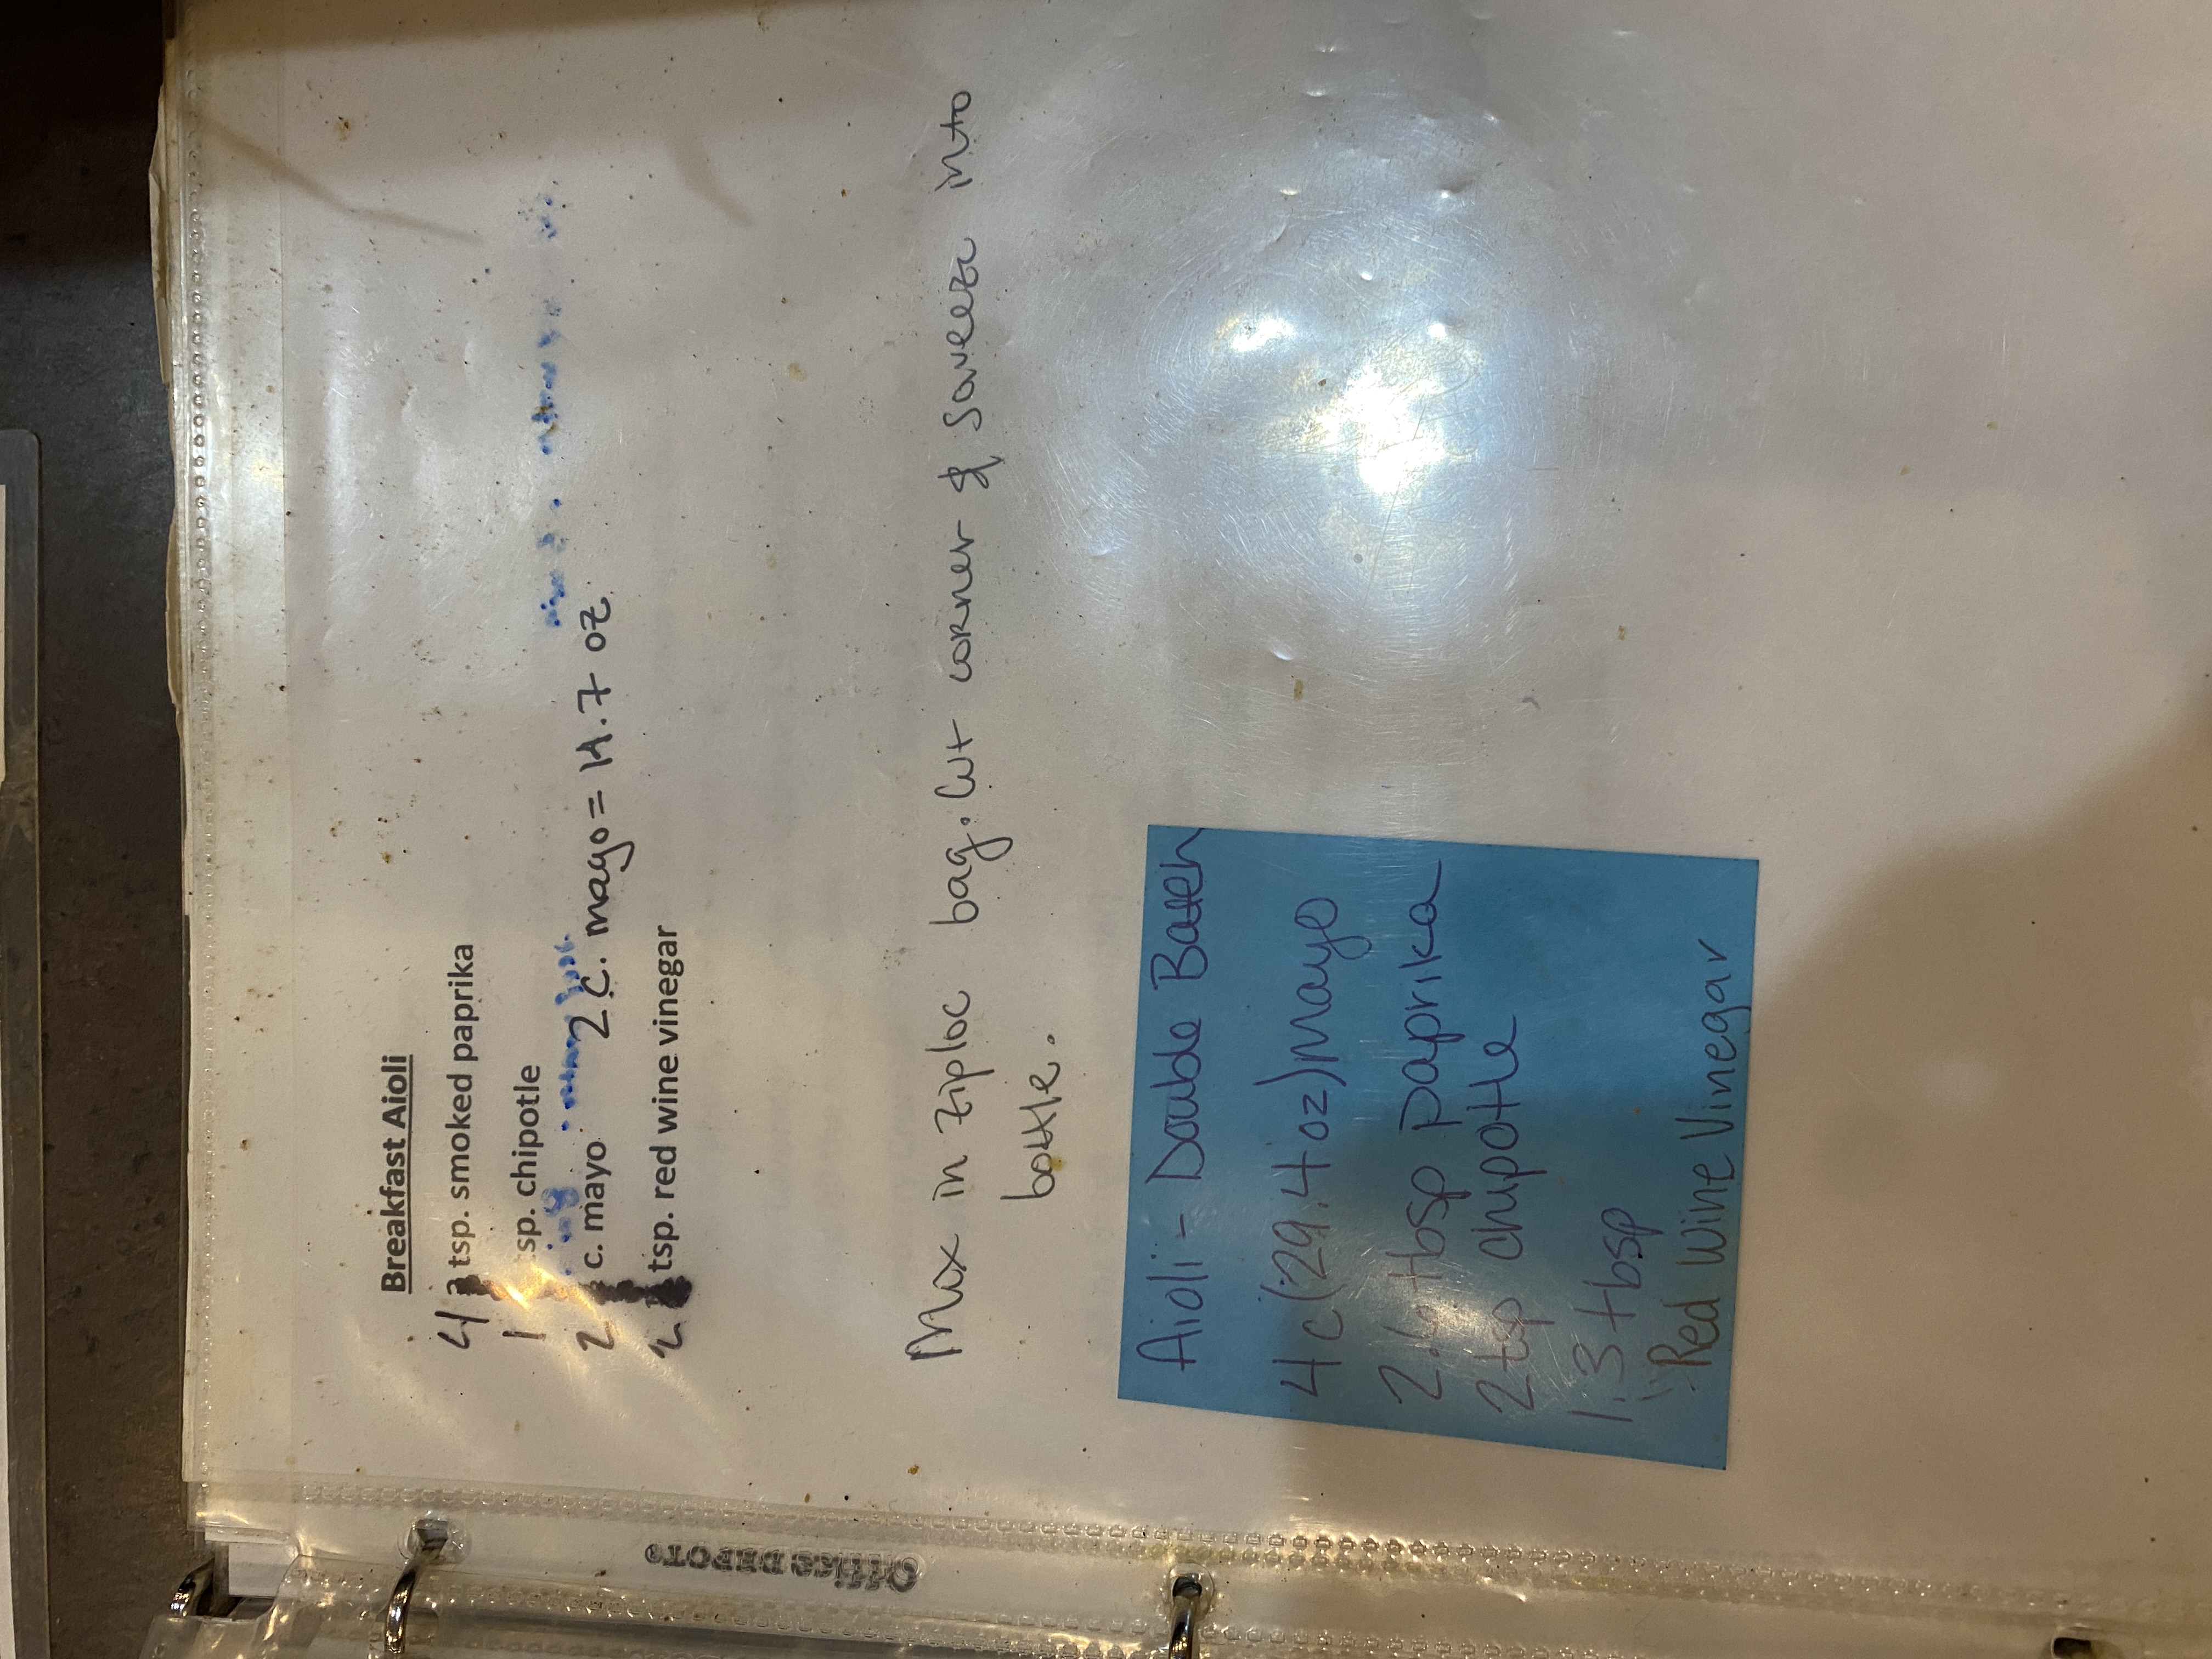 Breakfast Aioli
4 tsp. smoked paprika
1 tsp. chipotle
2 c. mayo 2 c. mayo = 14.7 oz
2 tsp. red wine vinegar
Mix in ziploc bag. Cut corner & squeeze into
bottle.
Aioli - Double Batch
4 c (29.4 oz) Mayo
2.6 tbsp paprika
2 tsp chipotle
1.3 tbsp
Red Wine Vinegar
Office DEPOT